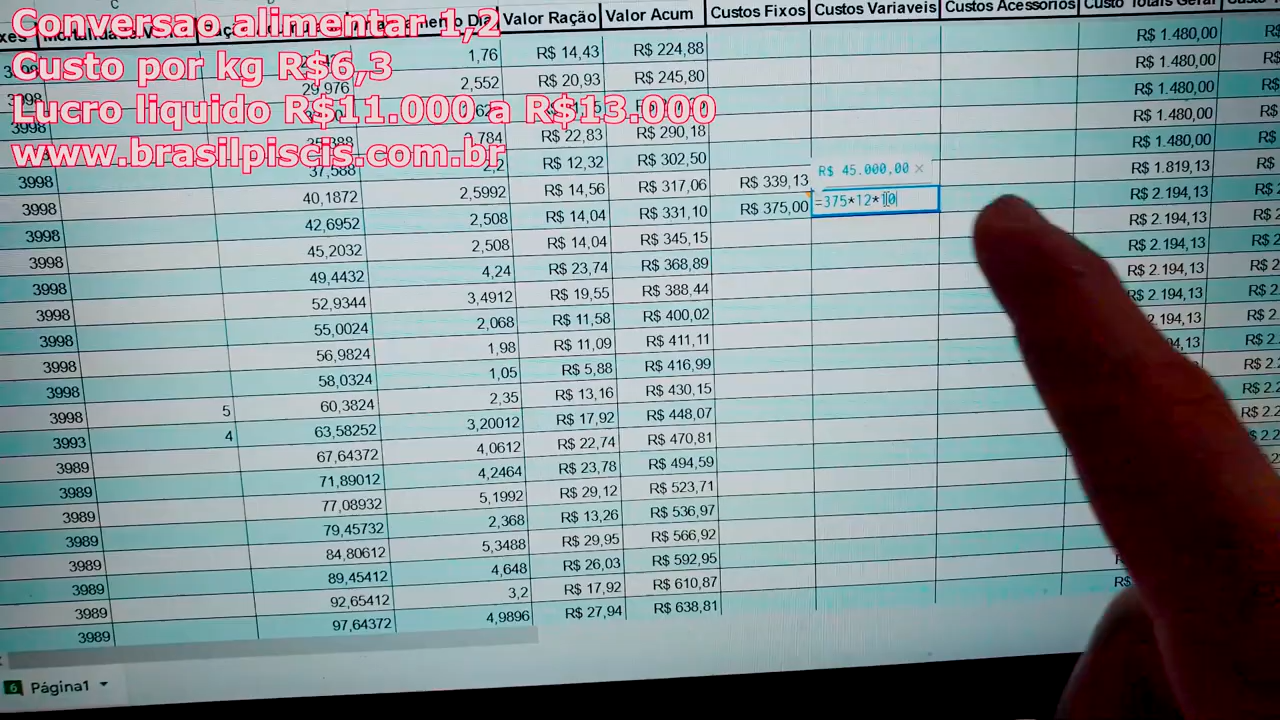 Conversao alimentar 1,2
Custo por kg R$6,3
Lucro liquido R$11.000 a R$13.000
www.brasilpiscis.com.br
C
Valor Ração Valor Acum Custos Fixos Custos Variaveis Custos Acessórios
1,76 R$ 14,43 R$ 224,88 R$ 1.480,00
29,976 2,552 R$ 20,93 R$ 245,80 R$ 1.480,00
3998 R$ 1.480,00
3998 2,784 R$ 22,83 R$ 290,18 R$ 1.480,00
37,588 2,2 R$ 12,32 R$ 302,50 R$ 45.000,00 × R$ 1.819,13
3998 40,1872 2,5992 R$ 14,56 R$ 317,06 R$ 339,13 =375*12*10 R$ 2.194,13
3998 42,6952 2,508 R$ 14,04 R$ 331,10 R$ 375,00 R$ 2.194,13
3998 45,2032 2,508 R$ 14,04 R$ 345,15 R$ 2.194,13
3998 49,4432 4,24 R$ 23,74 R$ 368,89 R$ 2.194,13
3998 52,9344 3,4912 R$ 19,55 R$ 388,44 R$ 2.194,13
3998 55,0024 2,068 R$ 11,58 R$ 400,02
3998 56,9824 1,98 R$ 11,09 R$ 411,11
3998 58,0324 1,05 R$ 5,88 R$ 416,99
3998 5 60,3824 2,35 R$ 13,16 R$ 430,15
3993 4 63,58252 3,20012 R$ 17,92 R$ 448,07
3989 67,64372 4,0612 R$ 22,74 R$ 470,81
3989 71,89012 4,2464 R$ 23,78 R$ 494,59
3989 77,08932 5,1992 R$ 29,12 R$ 523,71
3989 79,45732 2,368 R$ 13,26 R$ 536,97
3989 84,80612 5,3488 R$ 29,95 R$ 566,92
3989 89,45412 4,648 R$ 26,03 R$ 592,95
3989 92,65412 3,2 R$ 17,92 R$ 610,87
3989 97,64372 4,9896 R$ 27,94 R$ 638,81
Página1